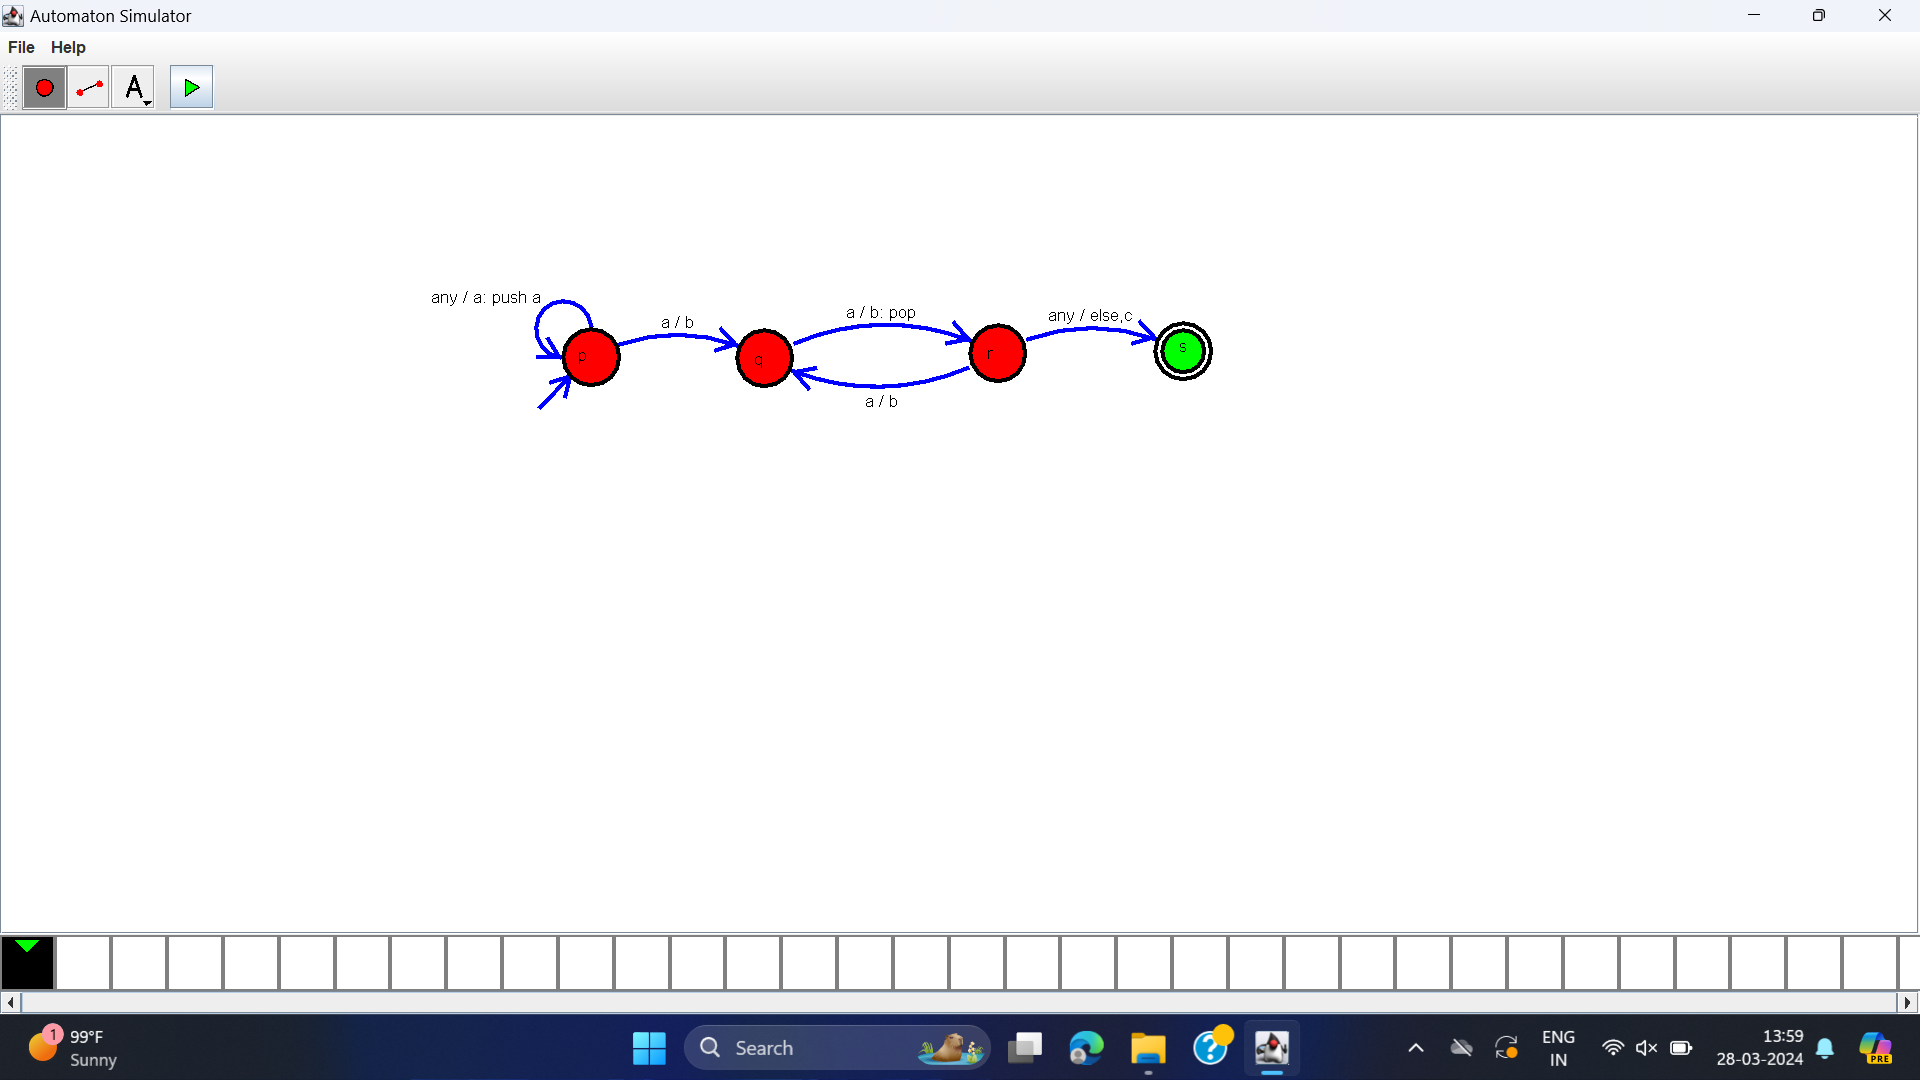 Automaton Simulator
File Help
A
any / a: push a
a / b
a / b: pop
any / else,c
p
q
r
s
a / b
1
99°F
Sunny
Search
ENG
IN
13:59
28-03-2024
PRE